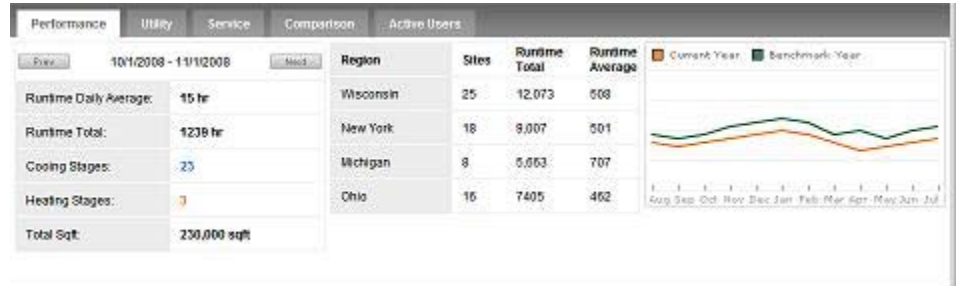 Performance Utility Service Comparison Active Users
Prev 10/1/2008 - 11/1/2008 Next
Runtime Daily Average: 15 hr
Runtime Total: 1239 hr
Cooing Stages: 23
Heating Stages: 3
Total Sqft: 230,000 sqft
Region Sites Runtime Total Runtime Average
Wisconsin 25 12,073 508
New York 18 9,007 501
Michigan 8 5,653 707
Ohio 16 7405 462
Current Year Benchmark Year
Aug Sep Oct Nov Dec Jan Feb Mar Apr May Jun Jul